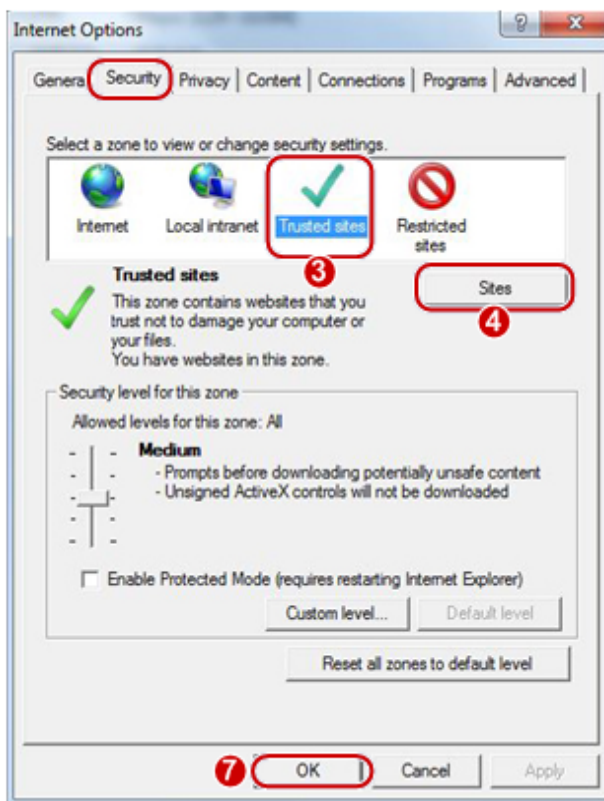 Internet Options
General Security Privacy Content Connections Programs Advanced
Select a zone to view or change security settings.
Internet Local intranet Trusted sites Restricted
sites
3
Trusted sites
Sites
4
This zone contains websites that you
trust not to damage your computer or
your files.
You have websites in this zone.
Security level for this zone
Allowed levels for this zone: All
Medium
- Prompts before downloading potentially unsafe content
- Unsigned ActiveX controls will not be downloaded
Enable Protected Mode (requires restarting Internet Explorer)
Custom level... Default level
Reset all zones to default level
7 OK Cancel Apply